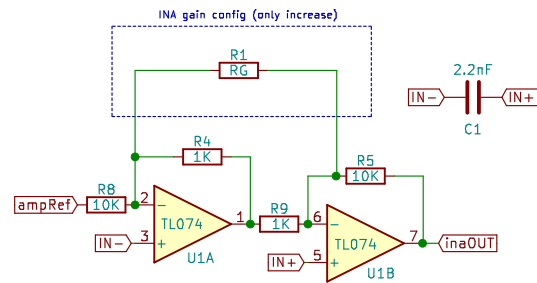 INA gain config (only increase)
R1
RG
2.2nF
IN-
IN+
C1
R4
1K
R5
10K
ampRef
R8
10K
2
-
TL074
1
R9
1K
6
-
TL074
7
inaOUT
IN-
3
+
U1A
IN+
5
+
U1B